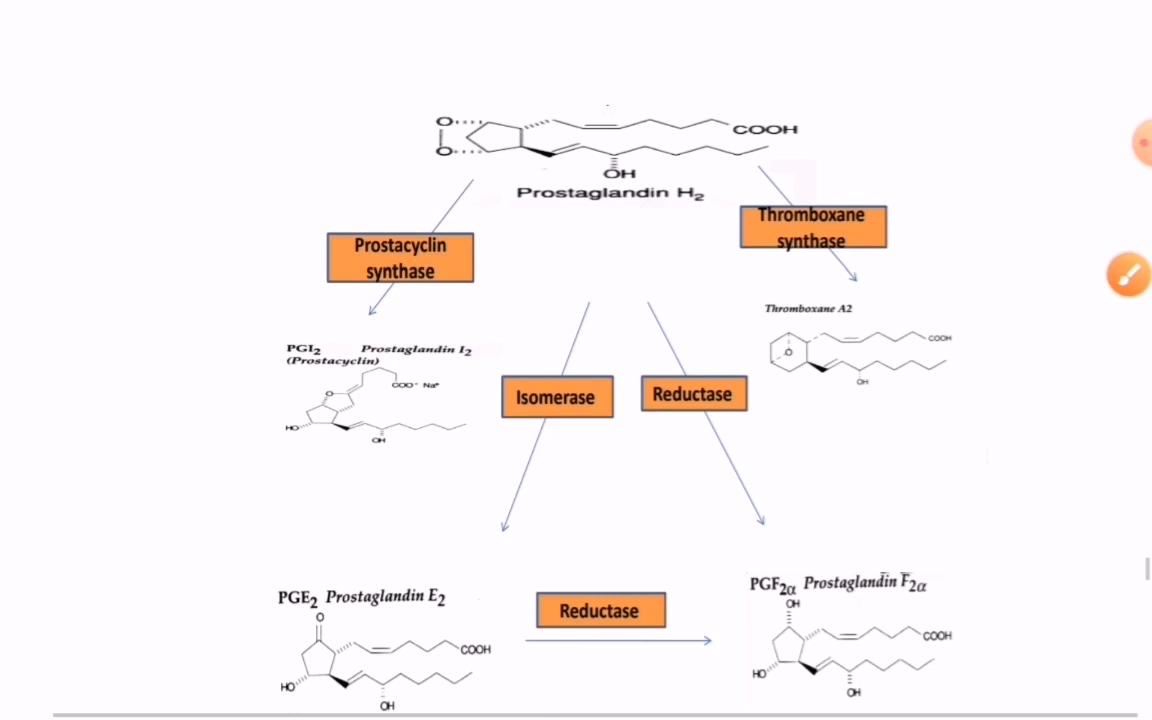 O
O
COOH
OH
Prostaglandin H₂
Thromboxane
synthase
Prostacyclin
synthase
Thromboxane A2
COOH
O
OH
PGI₂ Prostaglandin I₂
(Prostacyclin)
COO⁻ Na⁺
O
HO
OH
Isomerase
Reductase
PGE₂ Prostaglandin E₂
O
COOH
HO
OH
Reductase
PGF₂α Prostaglandin F₂α
OH
COOH
HO
OH